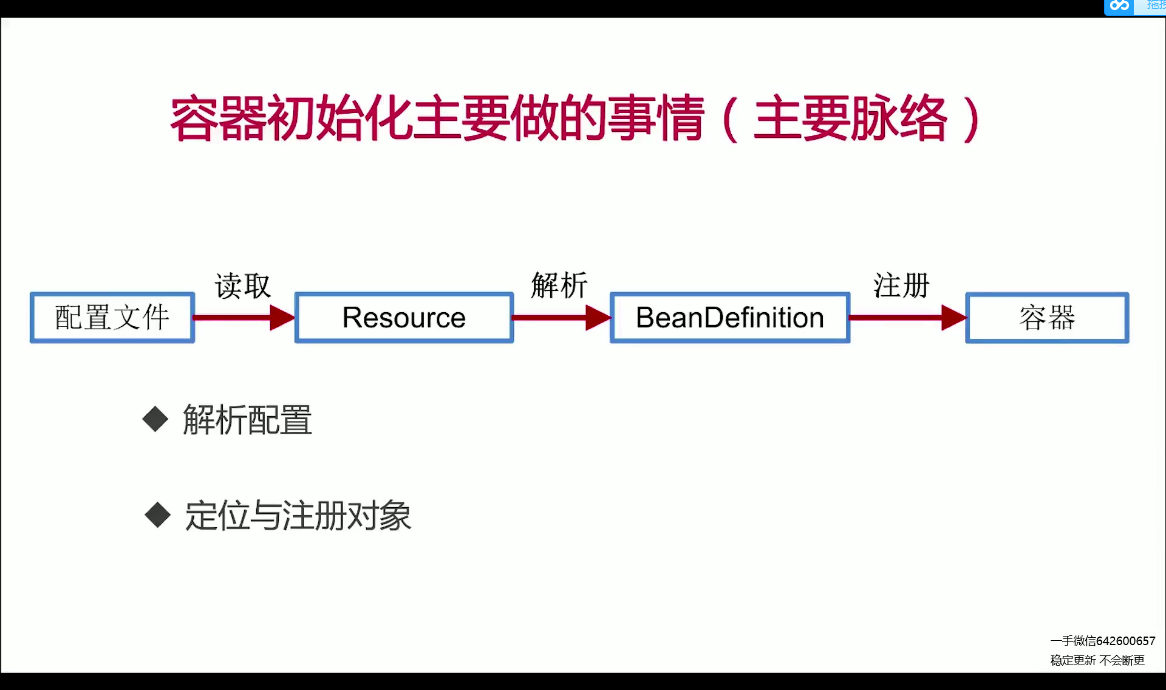 容器初始化主要做的事情（主要脉络）
读取 解析 注册
配置文件 Resource BeanDefinition 容器
◆ 解析配置
◆ 定位与注册对象
一手微信642600657
稳定更新 不会断更